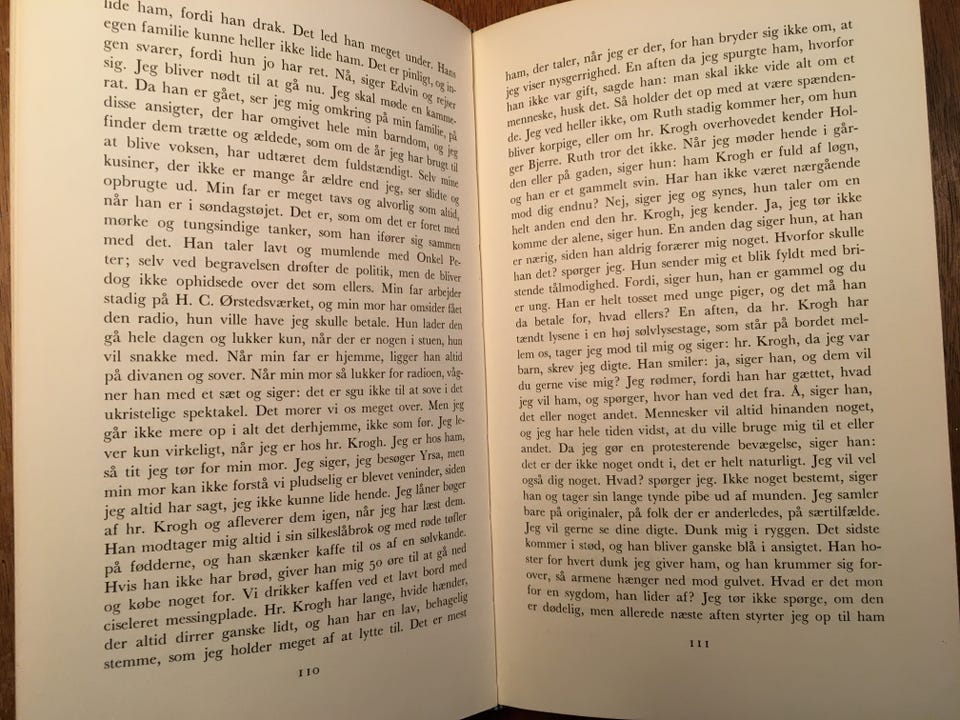 lide ham, fordi han drak. Det led han meget under. Hans
egen familie kunne heller ikke lide ham. Det er pinligt, og in-
gen svarer, fordi hun jo har ret. Nå, siger Edvin og rejser
sig. Jeg bliver nødt til at gå nu. Jeg skal møde en kamme-
rat. Da han er gået, ser jeg mig omkring på min familie, på
disse ansigter, der har omgivet hele min barndom, og jeg
finder dem trætte og ældede, som om de år jeg har brugt til
at blive voksen, har udtæret dem fuldstændigt. Selv mine
kusiner, der ikke er mange år ældre end jeg, ser slidte og
opbrugte ud. Min far er meget tavs og alvorlig som altid,
når han er i søndagstøjet. Det er, som om det er foret med
mørke og tungsindige tanker, som han ifører sig sammen
med det. Han taler lavt og mumlende med Onkel Pe-
ter; selv ved begravelsen drøfter de politik, men de bliver
dog ikke ophidsede over det som ellers. Min far arbejder
stadig på H. C. Ørstedsværket, og min mor har omsider fået
den radio, hun ville have jeg skulle betale. Hun lader den
gå hele dagen og lukker kun, når der er nogen i stuen, hun
vil snakke med. Når min far er hjemme, ligger han altid
på divanen og sover. Når min mor så lukker for radioen, våg-
ner han med et sæt og siger: det er sgu ikke til at sove i det
ukristelige spektakel. Det morer vi os meget over. Men jeg
går ikke mere op i alt det derhjemme, ikke som før. Jeg le-
ver kun virkeligt, når jeg er hos hr. Krogh. Jeg er hos ham,
så tit jeg tør for min mor. Jeg siger, jeg besøger Yrsa, men
min mor kan ikke forstå vi pludselig er blevet veninder, siden
jeg altid har sagt, jeg ikke kunne lide hende. Jeg låner bøger
af hr. Krogh og afleverer dem igen, når jeg har læst dem.
Han modtager mig altid i sin silkeslåbrok og med røde tøfler
på fødderne, og han skænker kaffe til os af en sølvkande.
Hvis han ikke har brød, giver han mig 50 øre til at gå ned
og købe noget for. Vi drikker kaffen ved et lavt bord med
ciseleret messingplade. Hr. Krogh har lange, hvide hænder,
der altid dirrer ganske lidt, og han har en lav, behagelig
stemme, som jeg holder meget af at lytte til. Det er mest
110
ham, der taler, når jeg er der, for han bryder sig ikke om, at
jeg viser nysgerrighed. En aften da jeg spurgte ham, hvorfor
han ikke var gift, sagde han: man skal ikke vide alt om et
menneske, husk det. Så holder det op med at være spænden-
de. Jeg ved heller ikke, om Ruth stadig kommer her, om hun
bliver korpige, eller om hr. Krogh overhovedet kender Hol-
ger Bjerre. Ruth tror det ikke. Når jeg møder hende i går-
den eller på gaden, siger hun: ham Krogh er fuld af løgn,
og han er et gammelt svin. Har han ikke været nærgående
mod dig endnu? Nej, siger jeg og synes, hun taler om en
helt anden end den hr. Krogh, jeg kender. Ja, jeg tør ikke
komme der alene, siger hun. En anden dag siger hun, at han
er nærig, siden han aldrig forærer mig noget. Hvorfor skulle
han det? spørger jeg. Hun sender mig et blik fyldt med bri-
stende tålmodighed. Fordi, siger hun, han er gammel og du
er ung. Han er helt tosset med unge piger, og det må han
da betale for, hvad ellers? En aften, da hr. Krogh har
tændt lysene i en høj sølvlysestage, som står på bordet mel-
lem os, tager jeg mod til mig og siger: hr. Krogh, da jeg var
barn, skrev jeg digte. Han smiler: ja, siger han, og dem vil
du gerne vise mig? Jeg rødmer, fordi han har gættet, hvad
jeg vil ham, og spørger, hvor han ved det fra. Å, siger han,
det eller noget andet. Mennesker vil altid hinanden noget,
og jeg har hele tiden vidst, at du ville bruge mig til et eller
andet. Da jeg gør en protesterende bevægelse, siger han:
det er der ikke noget ondt i, det er helt naturligt. Jeg vil vel
også dig noget. Hvad? spørger jeg. Ikke noget bestemt, siger
han og tager sin lange tynde pibe ud af munden. Jeg samler
bare på originaler, på folk der er anderledes, på særtilfælde.
Jeg vil gerne se dine digte. Dunk mig i ryggen. Det sidste
kommer i stød, og han bliver ganske blå i ansigtet. Han ho-
ster for hvert dunk jeg giver ham, og han krummer sig for-
over, så armene hænger ned mod gulvet. Hvad er det mon
for en sygdom, han lider af? Jeg tør ikke spørge, om den
er dødelig, men allerede næste aften styrter jeg op til ham
111